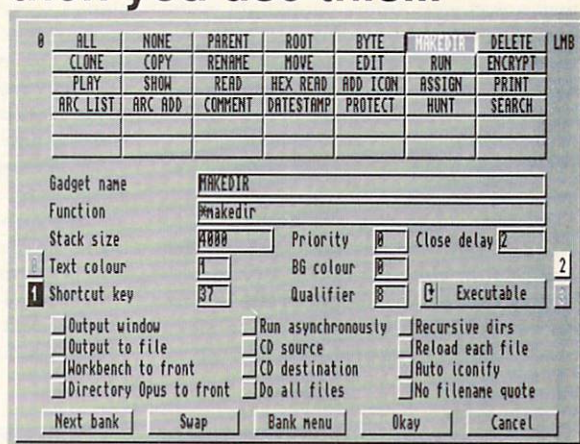 then you use this...
0 ALL NONE PARENT ROOT BYTE MAKEDIR DELETE LMB
CLONE COPY RENAME MOVE EDIT RUN ENCRYPT
PLAY SHOW READ HEX READ ADD ICON ASSIGN PRINT
ARC LIST ARC ADD COMMENT DATESTAMP PROTECT HUNT SEARCH
Gadget name MAKEDIR
Function *makedir
Stack size 4000 Priority 0 Close delay 2
0 Text colour 1 BG colour 0 2
1 Shortcut key 37 Qualifier 8 Executable 3
Output window Run asynchronously Recursive dirs
Output to file CD source Reload each file
Workbench to front CD destination Auto iconify
Directory Opus to front Do all files No filename quote
Next bank Swap Bank menu Okay Cancel